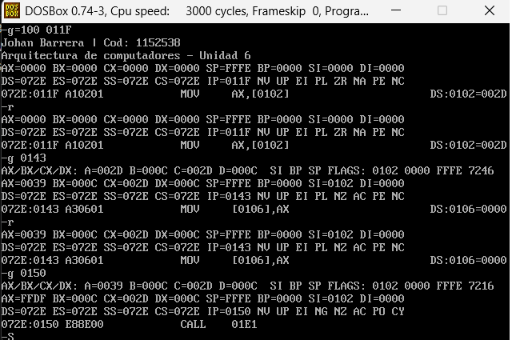 DOSBox 0.74-3, Cpu speed: 3000 cycles, Frameskip 0, Progra...
-g=100 011F
Johan Barrera | Cod: 1152538
Arquitectura de computadores - Unidad 6
AX=0000 BX=0000 CX=0000 DX=0000 SP=FFFE BP=0000 SI=0000 DI=0000
DS=072E ES=072E SS=072E CS=072E IP=011F NV UP EI PL ZR NA PE NC
072E:011F A10201 MOV AX,[0102] DS:0102=002D
-r
AX=0000 BX=0000 CX=0000 DX=0000 SP=FFFE BP=0000 SI=0000 DI=0000
DS=072E ES=072E SS=072E CS=072E IP=011F NV UP EI PL ZR NA PE NC
072E:011F A10201 MOV AX,[0102] DS:0102=002D
-g 0143
AX/BX/CX/DX: A=002D B=000C C=002D D=000C SI BP SP FLAGS: 0102 0000 FFFE 7246
AX=0039 BX=000C CX=002D DX=000C SP=FFFE BP=0000 SI=0102 DI=0000
DS=072E ES=072E SS=072E CS=072E IP=0143 NV UP EI PL NZ AC PE NC
072E:0143 A30601 MOV [0106],AX DS:0106=0000
-r
AX=0039 BX=000C CX=002D DX=000C SP=FFFE BP=0000 SI=0102 DI=0000
DS=072E ES=072E SS=072E CS=072E IP=0143 NV UP EI PL NZ AC PE NC
072E:0143 A30601 MOV [0106],AX DS:0106=0000
-g 0150
AX/BX/CX/DX: A=0039 B=000C C=002D D=000C SI BP SP FLAGS: 0102 0000 FFFE 7216
AX=FFDF BX=000C CX=002D DX=000C SP=FFFE BP=0000 SI=0102 DI=0000
DS=072E ES=072E SS=072E CS=072E IP=0150 NV UP EI NG NZ AC PO CY
072E:0150 E88E00 CALL 01E1
-S